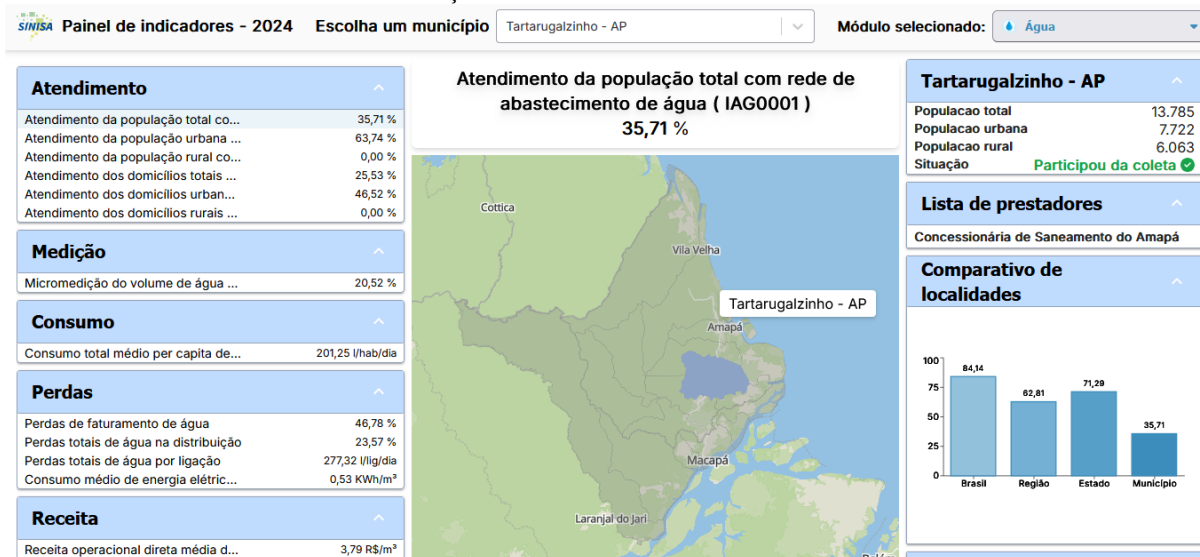 SINISA Painel de indicadores - 2024 Escolha um município Tartarugalzinho - AP Módulo selecionado: Água
Atendimento
Atendimento da população total co... 35,71 %
Atendimento da população urbana ... 63,74 %
Atendimento da população rural co... 0,00 %
Atendimento dos domicílios totais ... 25,53 %
Atendimento dos domicílios urban... 46,52 %
Atendimento dos domicílios rurais ... 0,00 %
Medição
Micromedição do volume de água ... 20,52 %
Consumo
Consumo total médio per capita de... 201,25 l/hab/dia
Perdas
Perdas de faturamento de água 46,78 %
Perdas totais de água na distribuição 23,57 %
Perdas totais de água por ligação 277,32 l/lig/dia
Consumo médio de energia elétric... 0,53 KWh/m³
Receita
Receita operacional direta média d... 3,79 R$/m³
Atendimento da população total com rede de
abastecimento de água ( IAG0001 )
35,71 %
Cottica
Vila Velha
Tartarugalzinho - AP
Amapá
Macapá
Laranjal do Jari
Tartarugalzinho - AP
Populacao total 13.785
Populacao urbana 7.722
Populacao rural 6.063
Situação Participou da coleta
Lista de prestadores
Concessionária de Saneamento do Amapá
Comparativo de
localidades
100
75
50
25
0
84,14
62,81
71,29
35,71
Brasil Região Estado Município